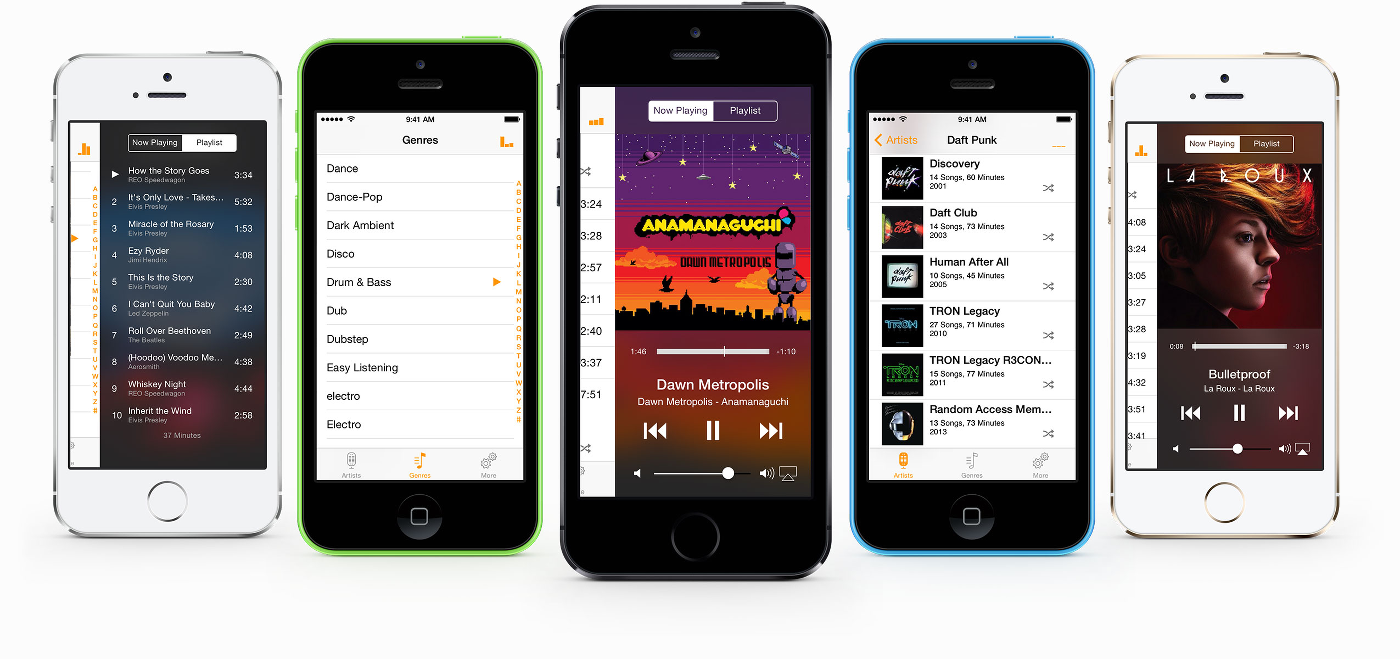 Now Playing
Playlist
How the Story Goes
REO Speedwagon
3:34
2
It's Only Love - Takes...
Elvis Presley
5:32
3
Miracle of the Rosary
Elvis Presley
1:53
4
Ezy Ryder
Jimi Hendrix
4:08
5
This Is the Story
Elvis Presley
2:30
6
I Can't Quit You Baby
Led Zeppelin
4:42
7
Roll Over Beethoven
The Beatles
2:49
8
(Hoodoo) Voodoo Me...
Aerosmith
4:38
9
Whiskey Night
REO Speedwagon
4:44
10
Inherit the Wind
Elvis Presley
2:58
37 Minutes
A
B
C
D
E
F
G
H
I
J
K
L
M
N
O
P
Q
R
S
T
U
V
W
X
Y
Z
#
9:41 AM
Genres
Dance
Dance-Pop
Dark Ambient
Disco
Drum & Bass
Dub
Dubstep
Easy Listening
electro
Electro
A
B
C
D
E
F
G
H
I
J
K
L
M
N
O
P
Q
R
S
T
U
V
W
X
Y
Z
#
Artists
Genres
More
Now Playing
Playlist
3:24
3:28
2:57
2:11
2:40
3:37
7:51
ANAMANAGUCHI
DAWN METROPOLIS
1:46
-1:10
Dawn Metropolis
Dawn Metropolis - Anamanaguchi
9:41 AM
Artists
Daft Punk
daft punk
Discovery
14 Songs, 60 Minutes
2001
Daft Club
14 Songs, 73 Minutes
2003
daft punk
Human After All
10 Songs, 45 Minutes
2005
TRON
TRON Legacy
27 Songs, 71 Minutes
2010
TRON
TRON Legacy R3CON...
15 Songs, 77 Minutes
2011
Random Access Mem...
13 Songs, 73 Minutes
2013
Artists
Genres
More
Now Playing
Playlist
4:08
3:24
3:05
3:27
3:28
3:19
4:32
3:51
3:41
LA ROUX
0:08
-3:18
Bulletproof
La Roux - La Roux